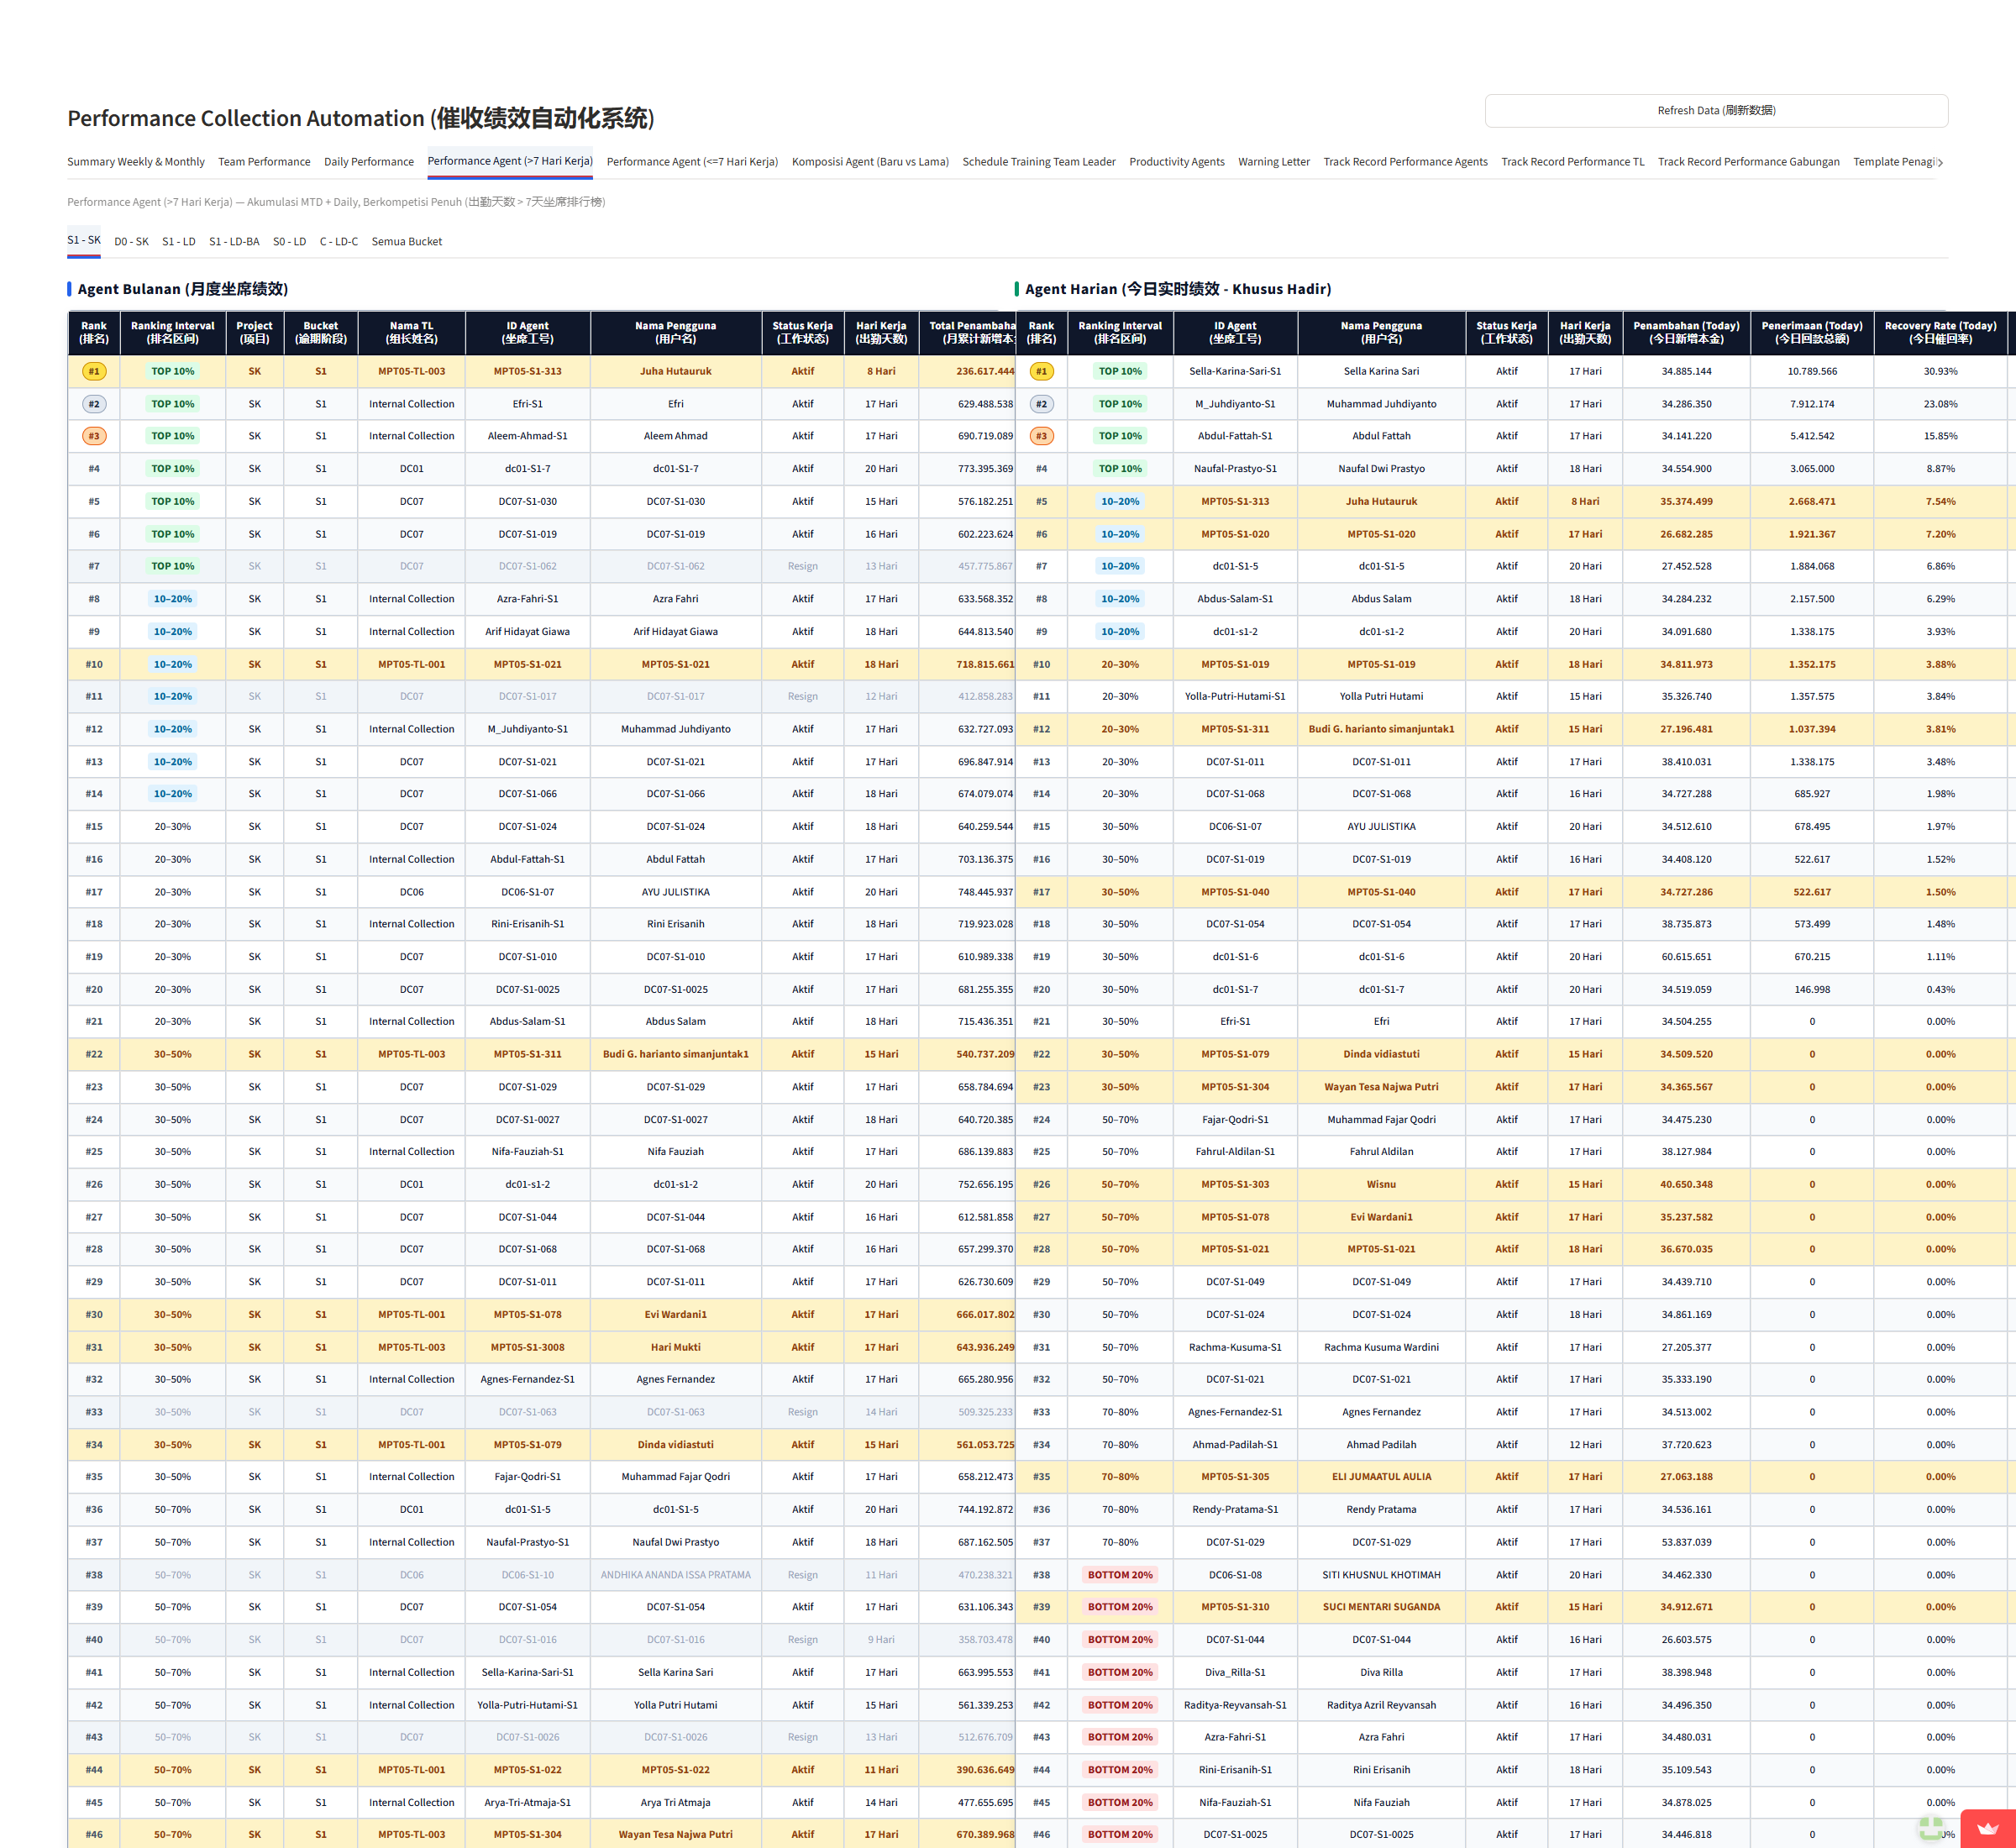 Performance Collection Automation (催收绩效自动化系统)
Refresh Data (刷新数据)
Summary Weekly & Monthly Team Performance Daily Performance Performance Agent (>7 Hari Kerja) Performance Agent (<=7 Hari Kerja) Komposisi Agent (Baru vs Lama) Schedule Training Team Leader Productivity Agents Warning Letter Track Record Performance Agents Track Record Performance TL Track Record Performance Gabungan Template Penagi
Performance Agent (>7 Hari Kerja) — Akumulasi MTD + Daily, Berkompetisi Penuh (出勤天数 > 7天坐席排行榜)
S1 - SK D0 - SK S1 - LD S1 - LD-BA S0 - LD C - LD-C Semua Bucket
Agent Bulanan (月度坐席绩效)
Rank Ranking Interval Project Bucket Nama TL ID Agent Nama Pengguna Status Kerja Hari Kerja Total Penambaha
(排名) (排名区间) (项目) (逾期阶段) (组长姓名) (坐席工号) (用户名) (工作状态) (出勤天数) (月累计新增本
#1 TOP 10% SK S1 MPT05-TL-003 MPT05-S1-313 Juha Hutauruk Aktif 8 Hari 236.617.444
#2 TOP 10% SK S1 Internal Collection Efri-S1 Efri Aktif 17 Hari 629.488.538
#3 TOP 10% SK S1 Internal Collection Aleem-Ahmad-S1 Aleem Ahmad Aktif 17 Hari 690.719.089
#4 TOP 10% SK S1 DC01 dc01-S1-7 dc01-S1-7 Aktif 20 Hari 773.395.369
#5 TOP 10% SK S1 DC07 DC07-S1-030 DC07-S1-030 Aktif 15 Hari 576.182.251
#6 TOP 10% SK S1 DC07 DC07-S1-019 DC07-S1-019 Aktif 16 Hari 602.223.624
#7 TOP 10% SK S1 DC07 DC07-S1-062 DC07-S1-062 Resign 13 Hari 457.775.867
#8 10–20% SK S1 Internal Collection Azra-Fahri-S1 Azra Fahri Aktif 17 Hari 633.568.352
#9 10–20% SK S1 Internal Collection Arif Hidayat Giawa Arif Hidayat Giawa Aktif 18 Hari 644.813.540
#10 10–20% SK S1 MPT05-TL-001 MPT05-S1-021 MPT05-S1-021 Aktif 18 Hari 718.815.661
#11 10–20% SK S1 DC07 DC07-S1-017 DC07-S1-017 Resign 12 Hari 412.858.283
#12 10–20% SK S1 Internal Collection M_Juhdiyanto-S1 Muhammad Juhdiyanto Aktif 17 Hari 632.727.093
#13 10–20% SK S1 DC07 DC07-S1-021 DC07-S1-021 Aktif 17 Hari 696.847.914
#14 10–20% SK S1 DC07 DC07-S1-066 DC07-S1-066 Aktif 18 Hari 674.079.074
#15 20–30% SK S1 DC07 DC07-S1-024 DC07-S1-024 Aktif 18 Hari 640.259.544
#16 20–30% SK S1 Internal Collection Abdul-Fattah-S1 Abdul Fattah Aktif 17 Hari 703.136.375
#17 20–30% SK S1 DC06 DC06-S1-07 AYU JULISTIKA Aktif 20 Hari 748.445.937
#18 20–30% SK S1 Internal Collection Rini-Erisanih-S1 Rini Erisanih Aktif 18 Hari 719.923.028
#19 20–30% SK S1 DC07 DC07-S1-010 DC07-S1-010 Aktif 17 Hari 610.989.338
#20 20–30% SK S1 DC07 DC07-S1-0025 DC07-S1-0025 Aktif 17 Hari 681.255.355
#21 20–30% SK S1 Internal Collection Abdus-Salam-S1 Abdus Salam Aktif 18 Hari 715.436.351
#22 30–50% SK S1 MPT05-TL-003 MPT05-S1-311 Budi G. harianto simanjuntak1 Aktif 15 Hari 540.737.209
#23 30–50% SK S1 DC07 DC07-S1-029 DC07-S1-029 Aktif 17 Hari 658.784.694
#24 30–50% SK S1 DC07 DC07-S1-0027 DC07-S1-0027 Aktif 18 Hari 640.720.385
#25 30–50% SK S1 Internal Collection Nifa-Fauziah-S1 Nifa Fauziah Aktif 17 Hari 686.139.883
#26 30–50% SK S1 DC01 dc01-s1-2 dc01-s1-2 Aktif 20 Hari 752.656.195
#27 30–50% SK S1 DC07 DC07-S1-044 DC07-S1-044 Aktif 16 Hari 612.581.858
#28 30–50% SK S1 DC07 DC07-S1-068 DC07-S1-068 Aktif 16 Hari 657.299.370
#29 30–50% SK S1 DC07 DC07-S1-011 DC07-S1-011 Aktif 17 Hari 626.730.609
#30 30–50% SK S1 MPT05-TL-001 MPT05-S1-078 Evi Wardani1 Aktif 17 Hari 666.017.802
#31 30–50% SK S1 MPT05-TL-003 MPT05-S1-3008 Hari Mukti Aktif 17 Hari 643.936.249
#32 30–50% SK S1 Internal Collection Agnes-Fernandez-S1 Agnes Fernandez Aktif 17 Hari 665.280.956
#33 30–50% SK S1 DC07 DC07-S1-063 DC07-S1-063 Resign 14 Hari 509.325.233
#34 30–50% SK S1 MPT05-TL-001 MPT05-S1-079 Dinda vidiastuti Aktif 15 Hari 561.053.725
#35 30–50% SK S1 Internal Collection Fajar-Qodri-S1 Muhammad Fajar Qodri Aktif 17 Hari 658.212.473
#36 50–70% SK S1 DC01 dc01-S1-5 dc01-S1-5 Aktif 20 Hari 744.192.872
#37 50–70% SK S1 Internal Collection Naufal-Prastyo-S1 Naufal Dwi Prastyo Aktif 18 Hari 687.162.505
#38 50–70% SK S1 DC06 DC06-S1-10 ANDHIKA ANANDA ISSA PRATAMA Resign 11 Hari 470.238.321
#39 50–70% SK S1 DC07 DC07-S1-054 DC07-S1-054 Aktif 17 Hari 631.106.343
#40 50–70% SK S1 DC07 DC07-S1-016 DC07-S1-016 Resign 9 Hari 358.703.478
#41 50–70% SK S1 Internal Collection Sella-Karina-Sari-S1 Sella Karina Sari Aktif 17 Hari 663.995.553
#42 50–70% SK S1 Internal Collection Yolla-Putri-Hutami-S1 Yolla Putri Hutami Aktif 15 Hari 561.339.253
#43 50–70% SK S1 DC07 DC07-S1-0026 DC07-S1-0026 Resign 13 Hari 512.676.709
#44 50–70% SK S1 MPT05-TL-001 MPT05-S1-022 MPT05-S1-022 Aktif 11 Hari 390.636.649
#45 50–70% SK S1 Internal Collection Arya-Tri-Atmaja-S1 Arya Tri Atmaja Aktif 14 Hari 477.655.695
#46 50–70% SK S1 MPT05-TL-003 MPT05-S1-304 Wayan Tesa Najwa Putri Aktif 17 Hari 670.389.968
Agent Harian (今日实时绩效 - Khusus Hadir)
Rank Ranking Interval ID Agent Nama Pengguna Status Kerja Hari Kerja Penambahan (Today) Penerimaan (Today) Recovery Rate (Today)
(排名) (排名区间) (坐席工号) (用户名) (工作状态) (出勤天数) (今日新增本金) (今日回款总额) (今日催回率)
#1 TOP 10% Sella-Karina-Sari-S1 Sella Karina Sari Aktif 17 Hari 34.885.144 10.789.566 30.93%
#2 TOP 10% M_Juhdiyanto-S1 Muhammad Juhdiyanto Aktif 17 Hari 34.286.350 7.912.174 23.08%
#3 TOP 10% Abdul-Fattah-S1 Abdul Fattah Aktif 17 Hari 34.141.220 5.412.542 15.85%
#4 TOP 10% Naufal-Prastyo-S1 Naufal Dwi Prastyo Aktif 18 Hari 34.554.900 3.065.000 8.87%
#5 10–20% MPT05-S1-313 Juha Hutauruk Aktif 8 Hari 35.374.499 2.668.471 7.54%
#6 10–20% MPT05-S1-020 MPT05-S1-020 Aktif 17 Hari 26.682.285 1.921.367 7.20%
#7 10–20% dc01-S1-5 dc01-S1-5 Aktif 20 Hari 27.452.528 1.884.068 6.86%
#8 10–20% Abdus-Salam-S1 Abdus Salam Aktif 18 Hari 34.284.232 2.157.500 6.29%
#9 10–20% dc01-s1-2 dc01-s1-2 Aktif 20 Hari 34.091.680 1.338.175 3.93%
#10 20–30% MPT05-S1-019 MPT05-S1-019 Aktif 18 Hari 34.811.973 1.352.175 3.88%
#11 20–30% Yolla-Putri-Hutami-S1 Yolla Putri Hutami Aktif 15 Hari 35.326.740 1.357.575 3.84%
#12 20–30% MPT05-S1-311 Budi G. harianto simanjuntak1 Aktif 15 Hari 27.196.481 1.037.394 3.81%
#13 20–30% DC07-S1-011 DC07-S1-011 Aktif 17 Hari 38.410.031 1.338.175 3.48%
#14 20–30% DC07-S1-068 DC07-S1-068 Aktif 16 Hari 34.727.288 685.927 1.98%
#15 30–50% DC06-S1-07 AYU JULISTIKA Aktif 20 Hari 34.512.610 678.495 1.97%
#16 30–50% DC07-S1-019 DC07-S1-019 Aktif 16 Hari 34.408.120 522.617 1.52%
#17 30–50% MPT05-S1-040 MPT05-S1-040 Aktif 17 Hari 34.727.286 522.617 1.50%
#18 30–50% DC07-S1-054 DC07-S1-054 Aktif 17 Hari 38.735.873 573.499 1.48%
#19 30–50% dc01-S1-6 dc01-S1-6 Aktif 20 Hari 60.615.651 670.215 1.11%
#20 30–50% dc01-S1-7 dc01-S1-7 Aktif 20 Hari 34.519.059 146.998 0.43%
#21 30–50% Efri-S1 Efri Aktif 17 Hari 34.504.255 0 0.00%
#22 30–50% MPT05-S1-079 Dinda vidiastuti Aktif 15 Hari 34.509.520 0 0.00%
#23 30–50% MPT05-S1-304 Wayan Tesa Najwa Putri Aktif 17 Hari 34.365.567 0 0.00%
#24 50–70% Fajar-Qodri-S1 Muhammad Fajar Qodri Aktif 17 Hari 34.475.230 0 0.00%
#25 50–70% Fahrul-Aldilan-S1 Fahrul Aldilan Aktif 17 Hari 38.127.984 0 0.00%
#26 50–70% MPT05-S1-303 Wisnu Aktif 15 Hari 40.650.348 0 0.00%
#27 50–70% MPT05-S1-078 Evi Wardani1 Aktif 17 Hari 35.237.582 0 0.00%
#28 50–70% MPT05-S1-021 MPT05-S1-021 Aktif 18 Hari 36.670.035 0 0.00%
#29 50–70% DC07-S1-049 DC07-S1-049 Aktif 17 Hari 34.439.710 0 0.00%
#30 50–70% DC07-S1-024 DC07-S1-024 Aktif 18 Hari 34.861.169 0 0.00%
#31 50–70% Rachma-Kusuma-S1 Rachma Kusuma Wardini Aktif 17 Hari 27.205.377 0 0.00%
#32 50–70% DC07-S1-021 DC07-S1-021 Aktif 17 Hari 35.333.190 0 0.00%
#33 70–80% Agnes-Fernandez-S1 Agnes Fernandez Aktif 17 Hari 34.513.002 0 0.00%
#34 70–80% Ahmad-Padilah-S1 Ahmad Padilah Aktif 12 Hari 37.720.623 0 0.00%
#35 70–80% MPT05-S1-305 ELI JUMAATUL AULIA Aktif 17 Hari 27.063.188 0 0.00%
#36 70–80% Rendy-Pratama-S1 Rendy Pratama Aktif 17 Hari 34.536.161 0 0.00%
#37 70–80% DC07-S1-029 DC07-S1-029 Aktif 17 Hari 53.837.039 0 0.00%
#38 BOTTOM 20% DC06-S1-08 SITI KHUSNUL KHOTIMAH Aktif 20 Hari 34.462.330 0 0.00%
#39 BOTTOM 20% MPT05-S1-310 SUCI MENTARI SUGANDA Aktif 15 Hari 34.912.671 0 0.00%
#40 BOTTOM 20% DC07-S1-044 DC07-S1-044 Aktif 16 Hari 26.603.575 0 0.00%
#41 BOTTOM 20% Diva_Rilla-S1 Diva Rilla Aktif 17 Hari 38.398.948 0 0.00%
#42 BOTTOM 20% Raditya-Reyvansah-S1 Raditya Azril Reyvansah Aktif 16 Hari 34.496.350 0 0.00%
#43 BOTTOM 20% Azra-Fahri-S1 Azra Fahri Aktif 17 Hari 34.480.031 0 0.00%
#44 BOTTOM 20% Rini-Erisanih-S1 Rini Erisanih Aktif 18 Hari 35.109.543 0 0.00%
#45 BOTTOM 20% Nifa-Fauziah-S1 Nifa Fauziah Aktif 17 Hari 34.878.025 0 0.00%
#46 BOTTOM 20% DC07-S1-0025 DC07-S1-0025 Aktif 17 Hari 34.446.818 0